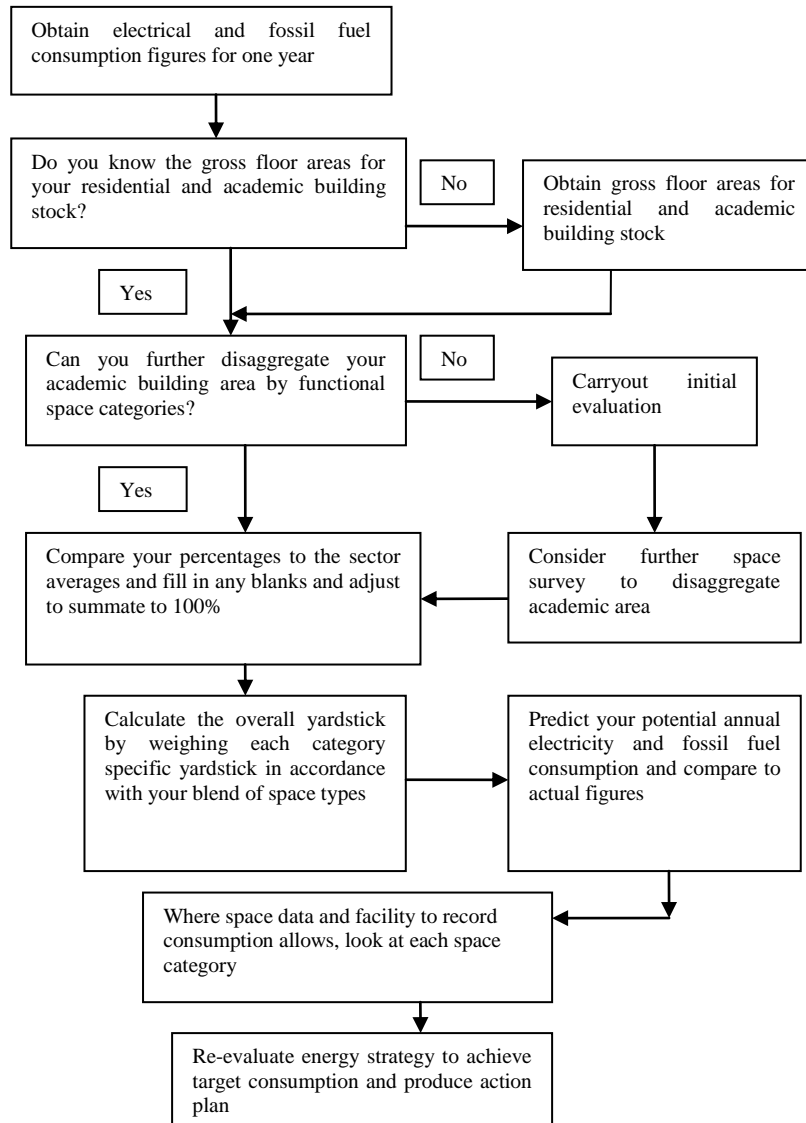 Obtain electrical and fossil fuel
consumption figures for one year
Do you know the gross floor areas for
your residential and academic building
stock?
No
Obtain gross floor areas for
residential and academic
building stock
Yes
Can you further disaggregate your
academic building area by functional
space categories?
No
Carryout initial
evaluation
Yes
Compare your percentages to the sector
averages and fill in any blanks and adjust
to summate to 100%
Consider further space
survey to disaggregate
academic area
Calculate the overall yardstick
by weighing each category
specific yardstick in accordance
with your blend of space types
Predict your potential annual
electricity and fossil fuel
consumption and compare to
actual figures
Where space data and facility to record
consumption allows, look at each space
category
Re-evaluate energy strategy to achieve
target consumption and produce action
plan